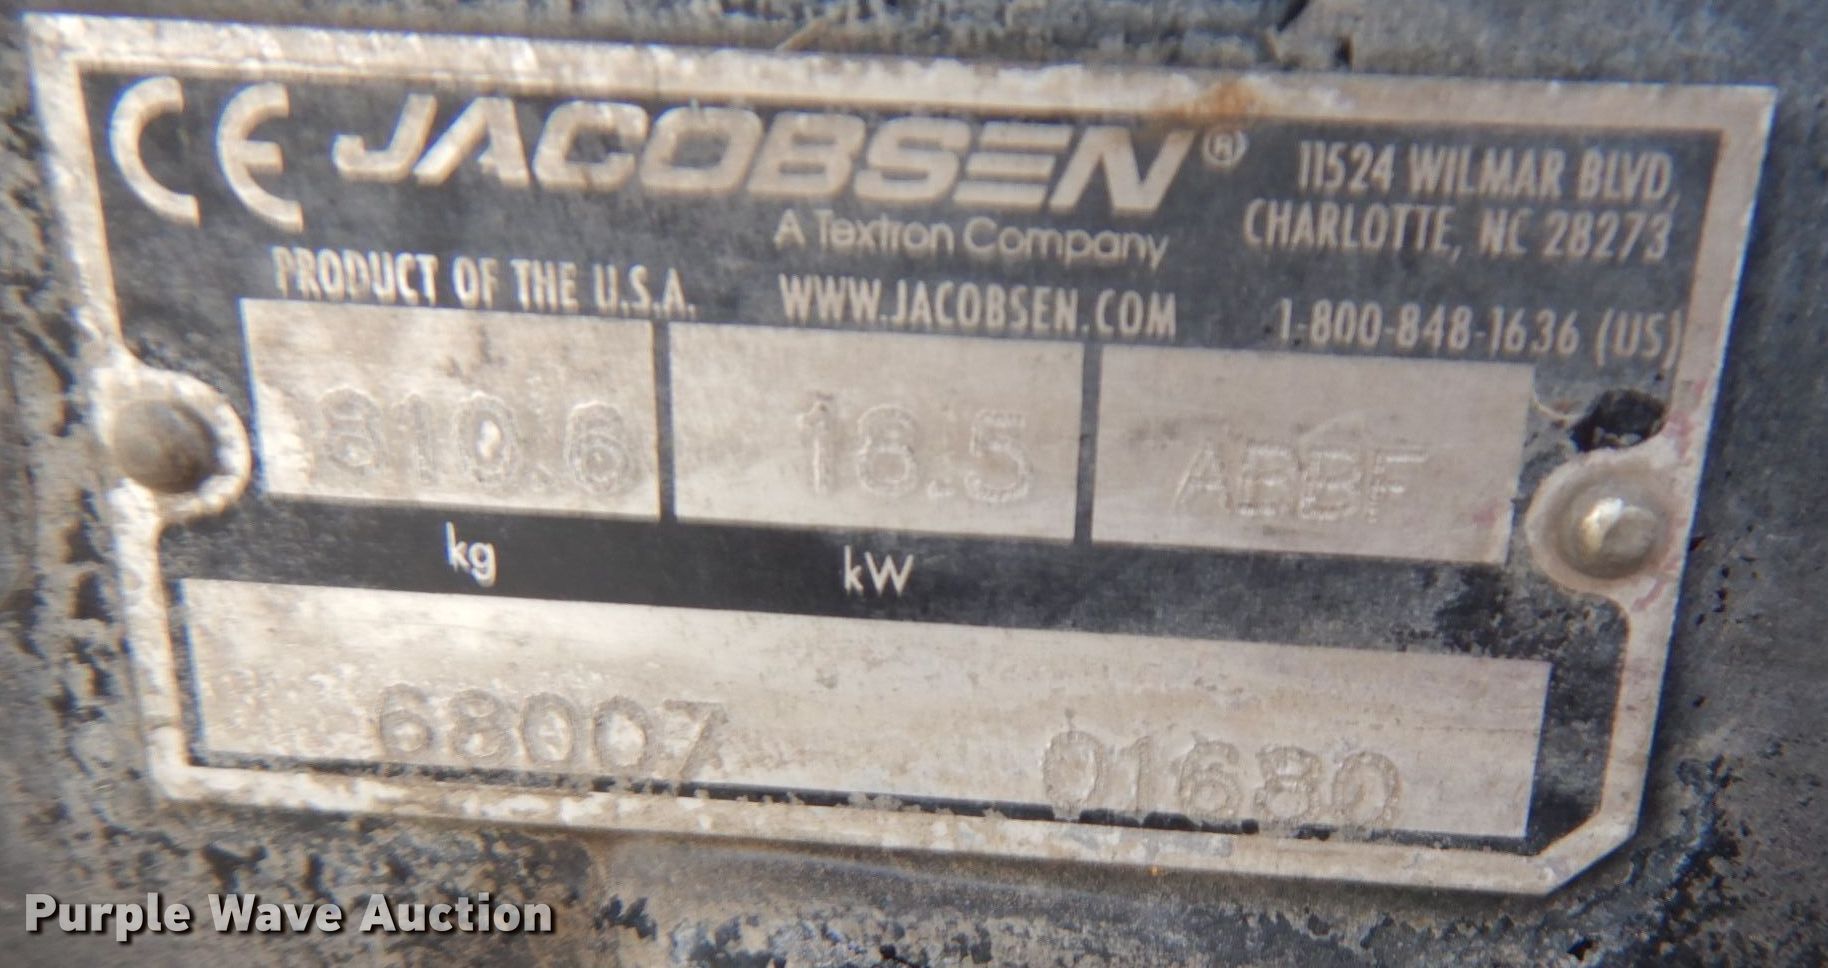 CE JACOBSEN®
A Textron Company
11524 WILMAR BLVD,
CHARLOTTE, NC 28273
PRODUCT OF THE U.S.A.
WWW.JACOBSEN.COM
1-800-848-1636 (US)
810.6
18.5
ABBF
kg
kW
68007 01680
Purple Wave Auction